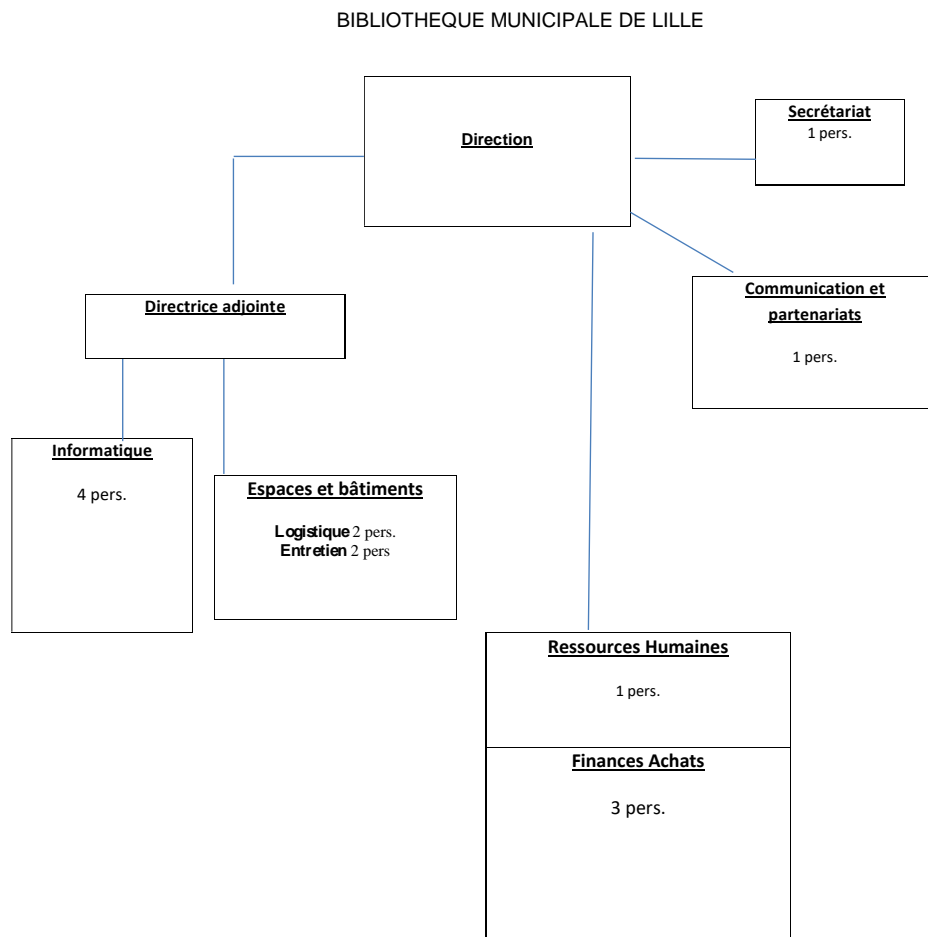 BIBLIOTHEQUE MUNICIPALE DE LILLE
Direction
Secrétariat
1 pers.
Communication et
partenariats
1 pers.
Directrice adjointe
Informatique
4 pers.
Espaces et bâtiments
Logistique 2 pers.
Entretien 2 pers
Ressources Humaines
1 pers.
Finances Achats
3 pers.